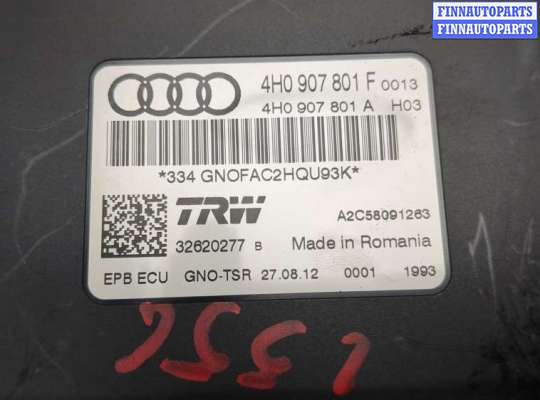 FINNAUTOPARTS
FINNAUTOPARTS
4H0 907 801 F 0013
4H0 907 801 A H03
*334 GNOFAC2HQU93K*
TRW
A2C58091263
32620277 B Made in Romania
EPB ECU GNO-TSR 27.08.12 0001 1993